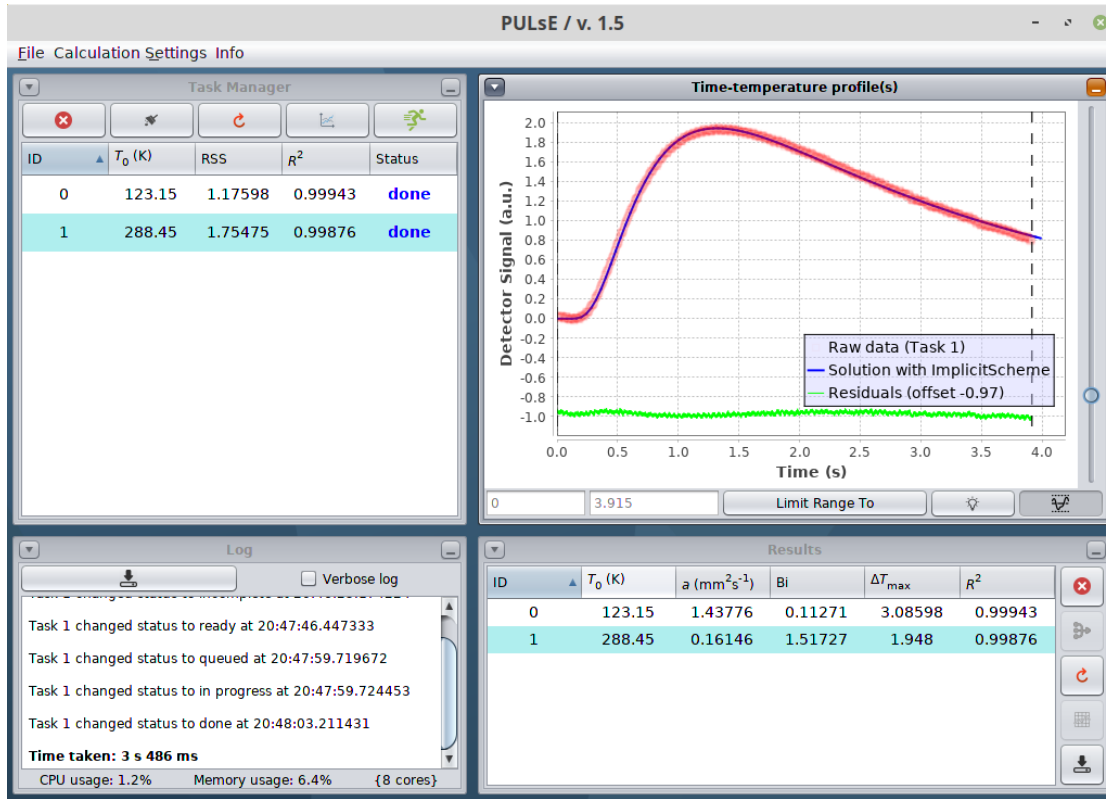 PULsE / v. 1.5
File Calculation Settings Info
Task Manager
ID T0 (K) RSS R2 Status
0 123.15 1.17598 0.99943 done
1 288.45 1.75475 0.99876 done
Time-temperature profile(s)
Detector Signal (a.u.)
2.0
1.8
1.6
1.4
1.2
1.0
0.8
0.6
0.4
0.2
0.0
-0.2
-0.4
-0.6
-0.8
-1.0
Raw data (Task 1)
Solution with ImplicitScheme
Residuals (offset -0.97)
0.0 0.5 1.0 1.5 2.0 2.5 3.0 3.5 4.0
Time (s)
0 3.915 Limit Range To
Log
Verbose log
Task 1 changed status to ready at 20:47:46.447333
Task 1 changed status to queued at 20:47:59.719672
Task 1 changed status to in progress at 20:47:59.724453
Task 1 changed status to done at 20:48:03.211431
Time taken: 3 s 486 ms
CPU usage: 1.2% Memory usage: 6.4% {8 cores}
Results
ID T0 (K) a (mm2s-1) Bi ΔTmax R2
0 123.15 1.43776 0.11271 3.08598 0.99943
1 288.45 0.16146 1.51727 1.948 0.99876